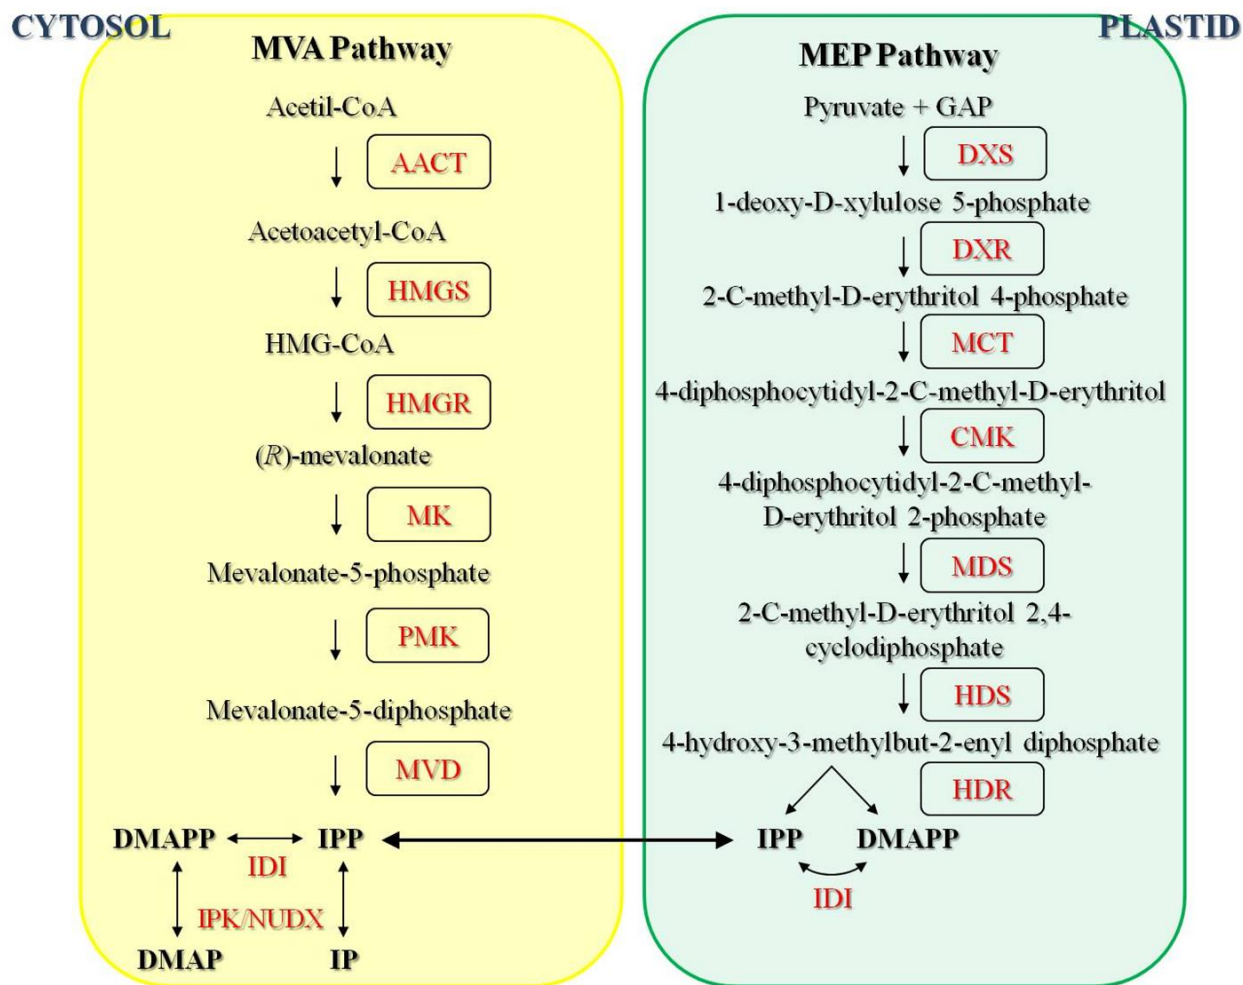 CYTOSOL
MVA Pathway
Acetil-CoA
AACT
Acetoacetyl-CoA
HMGS
HMG-CoA
HMGR
(R)-mevalonate
MK
Mevalonate-5-phosphate
PMK
Mevalonate-5-diphosphate
MVD
DMAPP
IPP
IDI
IPK/NUDX
DMAP
IP
PLASTID
MEP Pathway
Pyruvate + GAP
DXS
1-deoxy-D-xylulose 5-phosphate
DXR
2-C-methyl-D-erythritol 4-phosphate
MCT
4-diphosphocytidyl-2-C-methyl-D-erythritol
CMK
4-diphosphocytidyl-2-C-methyl-
D-erythritol 2-phosphate
MDS
2-C-methyl-D-erythritol 2,4-
cyclodiphosphate
HDS
4-hydroxy-3-methylbut-2-enyl diphosphate
HDR
IPP
DMAPP
IDI